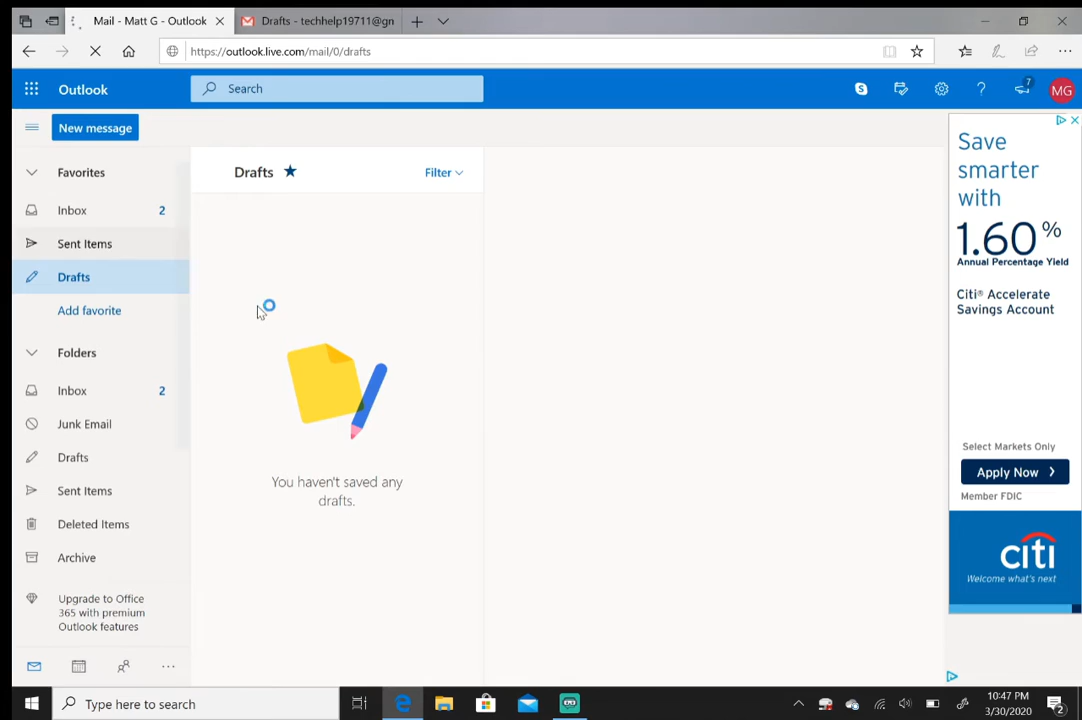 Mail - Matt G - Outlook
Drafts - techhelp19711@gn
https://outlook.live.com/mail/0/drafts
Outlook
Search
7
MG
New message
Favorites
Inbox 2
Sent Items
Drafts
Add favorite
Folders
Inbox 2
Junk Email
Drafts
Sent Items
Deleted Items
Archive
Upgrade to Office
365 with premium
Outlook features
Drafts
Filter
You haven't saved any
drafts.
Save
smarter
with
1.60%
Annual Percentage Yield
Citi® Accelerate
Savings Account
Select Markets Only
Apply Now
Member FDIC
citi
Welcome what's next
Type here to search
10:47 PM
3/30/2020
2